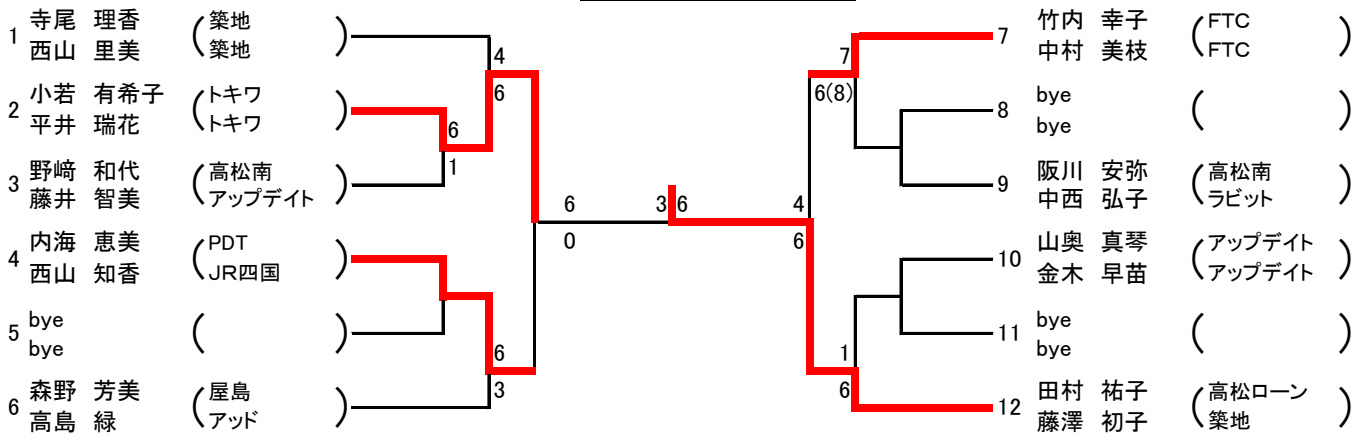 1 寺尾 理香 (築地
西山 里美 築地)
2 小若 有希子 (トキワ
平井 瑞花 トキワ)
3 野﨑 和代 (高松南
藤井 智美 アップデイト)
4 内海 恵美 (PDT
西山 知香 JR四国)
5 bye ( )
bye
6 森野 芳美 (屋島
高島 緑 アッド)
4
6
6
1
6
3
6
0
3 6
7
6(8)
4
6
1
6
7 竹内 幸子 (FTC
中村 美枝 FTC)
8 bye ( )
bye
9 阪川 安弥 (高松南
中西 弘子 ラビット)
10 山奥 真琴 (アップデイト
金木 早苗 アップデイト)
11 bye ( )
bye
12 田村 祐子 (高松ローン
藤澤 初子 築地)